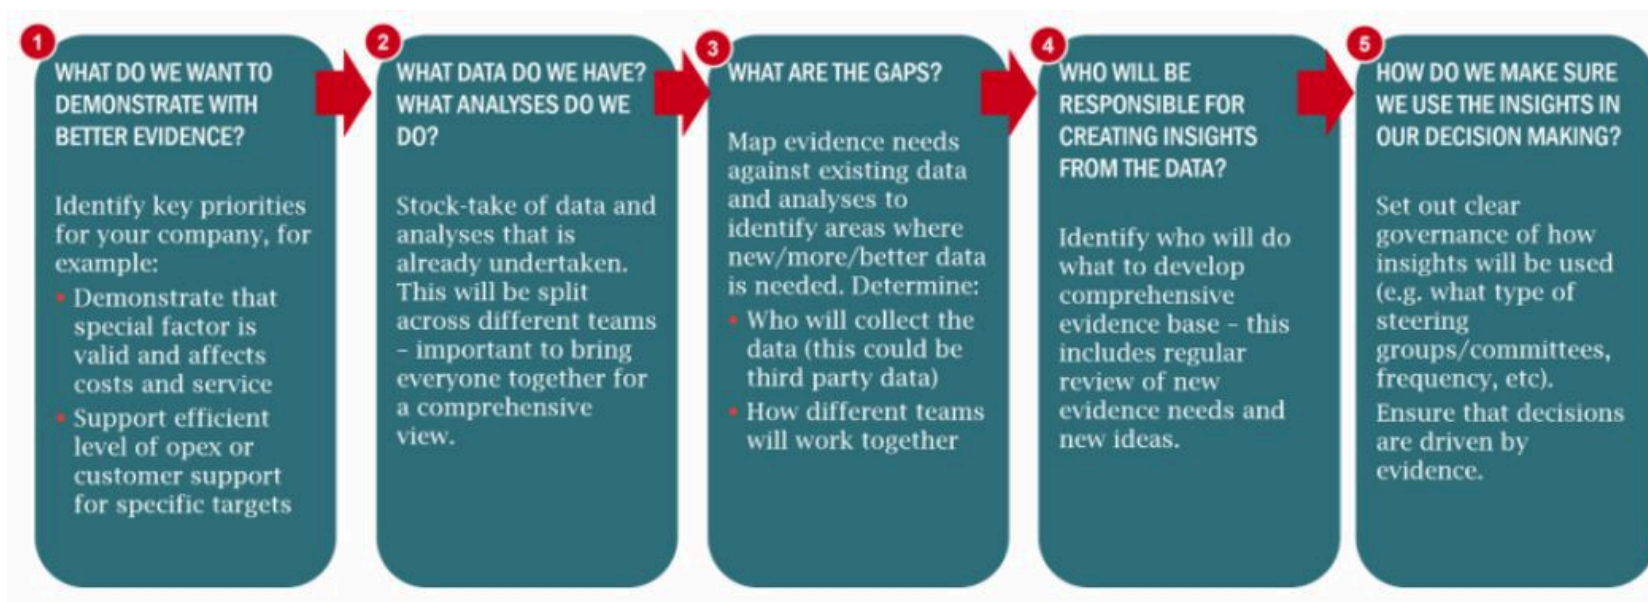 1
WHAT DO WE WANT TO
DEMONSTRATE WITH
BETTER EVIDENCE?
Identify key priorities
for your company, for
example:
▪ Demonstrate that
special factor is
valid and affects
costs and service
▪ Support efficient
level of opex or
customer support
for specific targets
2
WHAT DATA DO WE HAVE?
WHAT ANALYSES DO WE
DO?
Stock-take of data and
analyses that is
already undertaken.
This will be split
across different teams
– important to bring
everyone together for
a comprehensive
view.
3
WHAT ARE THE GAPS?
Map evidence needs
against existing data
and analyses to
identify areas where
new/more/better data
is needed. Determine:
▪ Who will collect the
data (this could be
third party data)
▪ How different teams
will work together
4
WHO WILL BE
RESPONSIBLE FOR
CREATING INSIGHTS
FROM THE DATA?
Identify who will do
what to develop
comprehensive
evidence base – this
includes regular
review of new
evidence needs and
new ideas.
5
HOW DO WE MAKE SURE
WE USE THE INSIGHTS IN
OUR DECISION MAKING?
Set out clear
governance of how
insights will be used
(e.g. what type of
steering
groups/committees,
frequency, etc).
Ensure that decisions
are driven by
evidence.